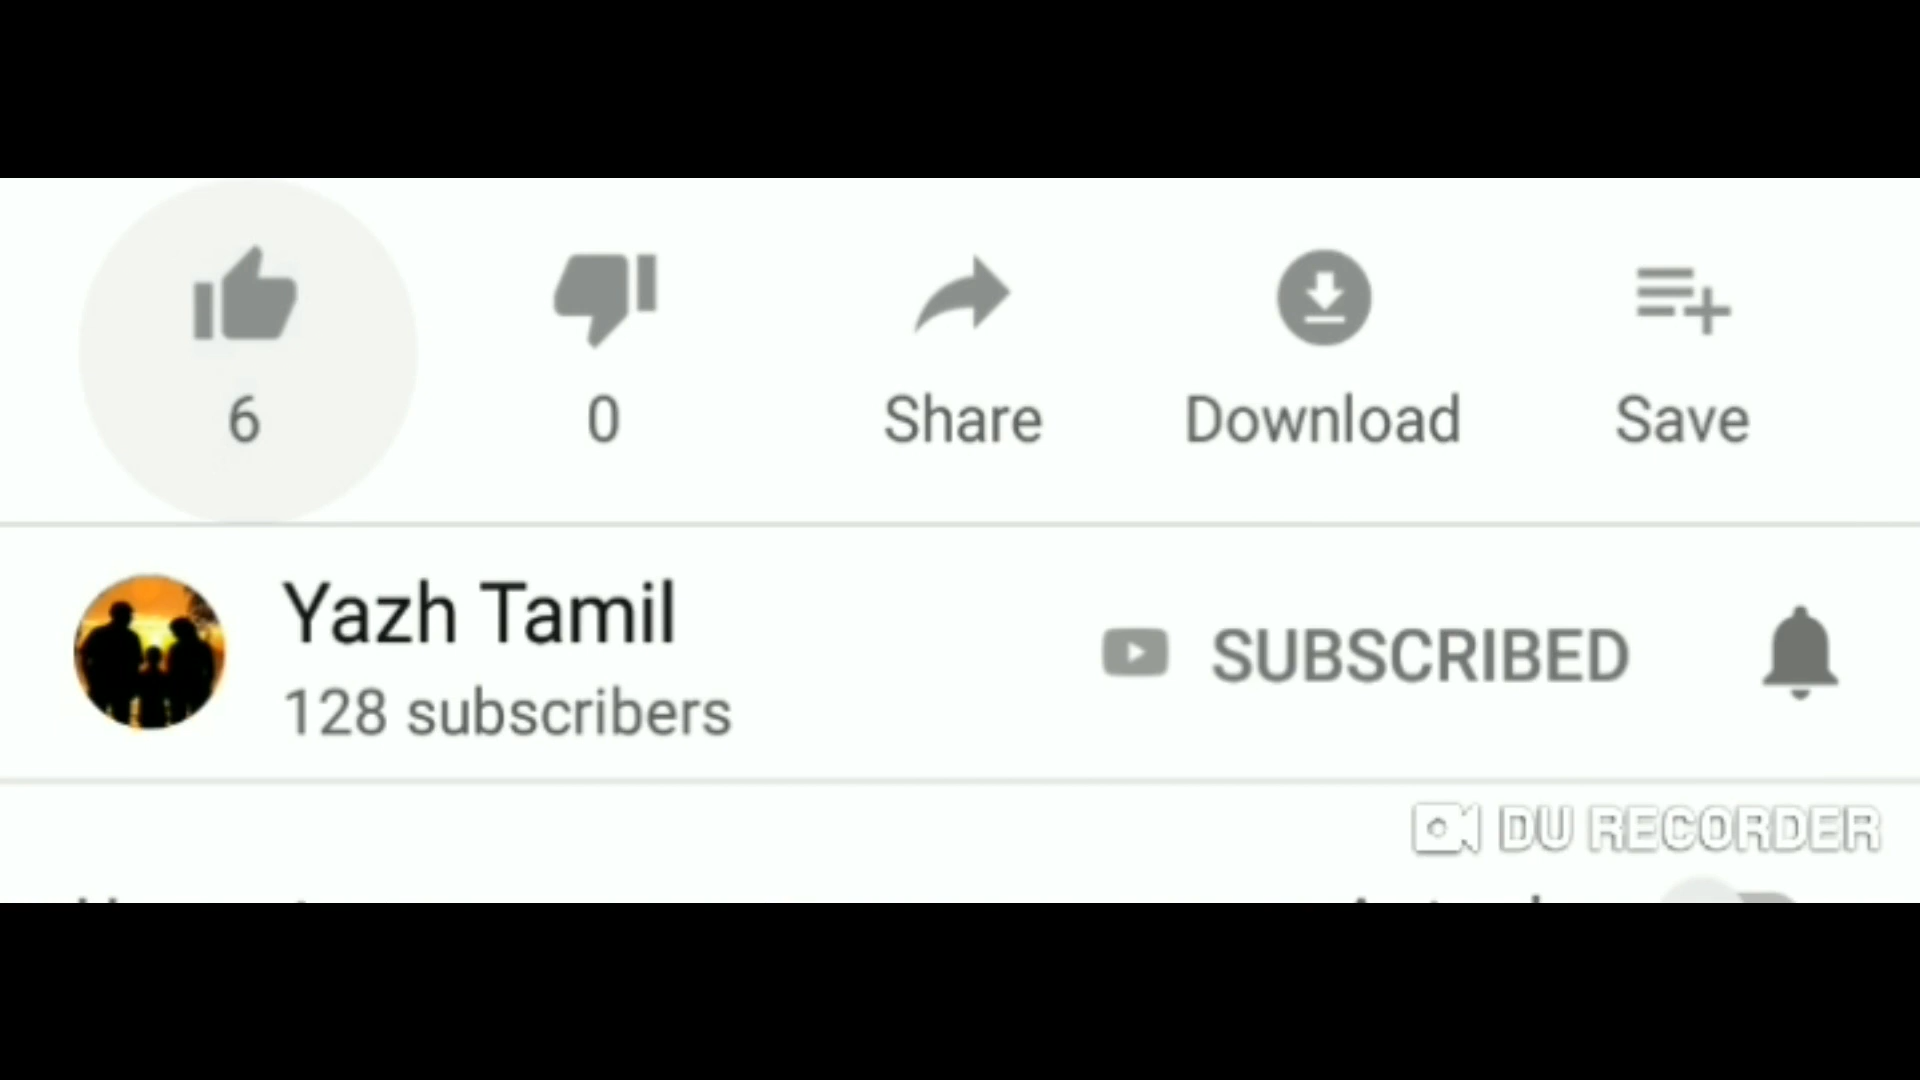 6 0 Share Download Save
Yazh Tamil
128 subscribers
SUBSCRIBED
DU RECORDER